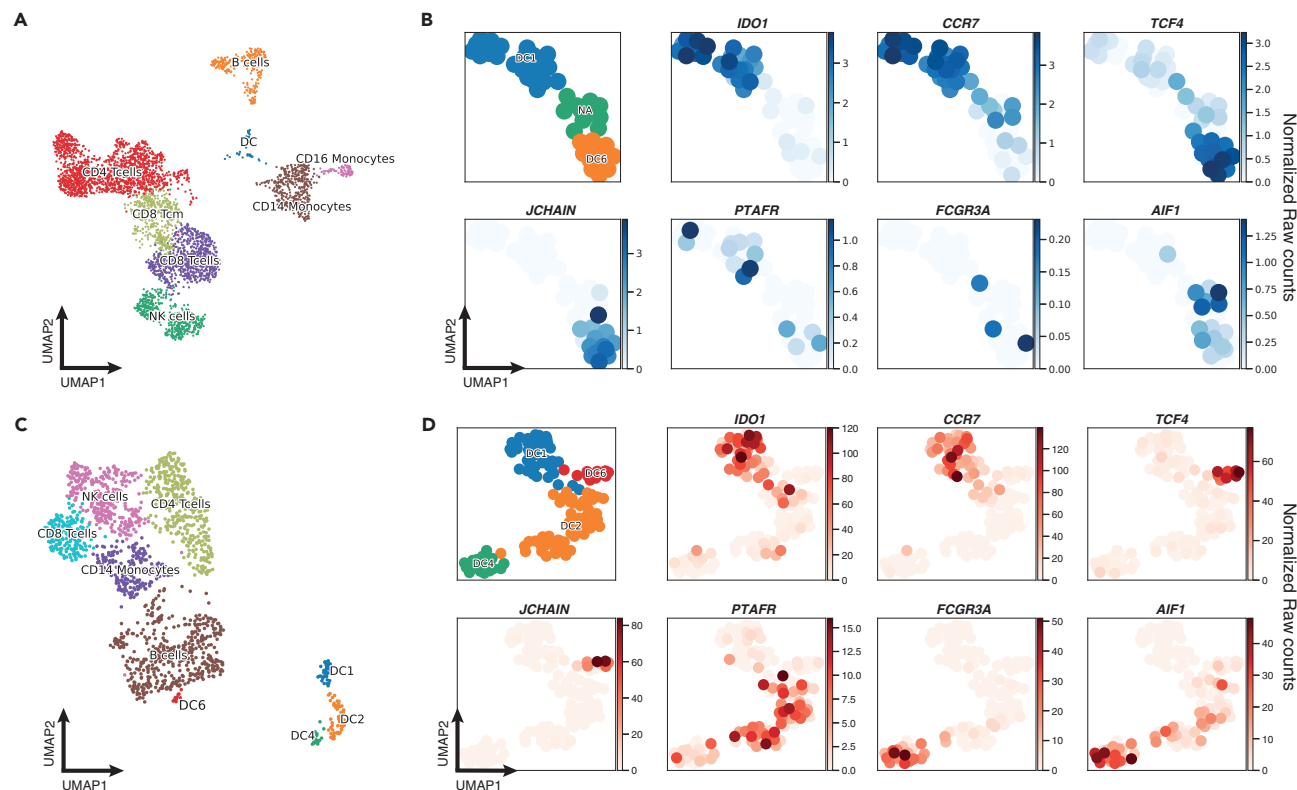 A
B cells
DC
CD16 Monocytes
CD4 Tcells
CD14 Monocytes
CD8 Tcm
CD8 Tcells
NK cells
UMAP2
UMAP1
B
IDO1
CCR7
TCF4
DC1
NA
DC6
3
2
1
0
3
2
1
0
3.0
2.5
2.0
1.5
1.0
0.5
0.0
JCHAIN
PTAFR
FCGR3A
AIF1
3
2
1
0
1.0
0.8
0.6
0.4
0.2
0.0
0.20
0.15
0.10
0.05
0.00
1.25
1.00
0.75
0.50
0.25
0.00
UMAP2
UMAP1
Normalized Raw counts
C
NK cells
CD4 Tcells
CD8 Tcells
CD14 Monocytes
B cells
DC6
DC1
DC2
DC4
UMAP2
UMAP1
D
IDO1
CCR7
TCF4
DC1
DC6
DC2
DC4
120
100
80
60
40
20
0
120
100
80
60
40
20
0
60
40
20
0
JCHAIN
PTAFR
FCGR3A
AIF1
80
60
40
20
0
15.0
12.5
10.0
7.5
5.0
2.5
0.0
50
40
30
20
10
0
40
30
20
10
0
UMAP2
UMAP1
Normalized Raw counts